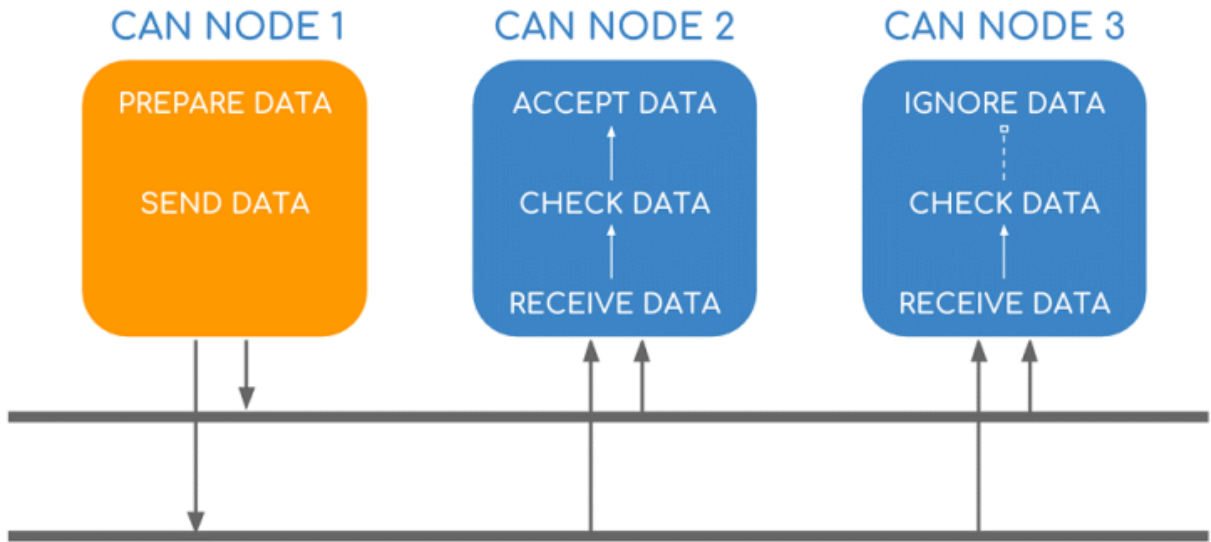 CAN NODE 1
PREPARE DATA
SEND DATA
CAN NODE 2
ACCEPT DATA
CHECK DATA
RECEIVE DATA
CAN NODE 3
IGNORE DATA
CHECK DATA
RECEIVE DATA